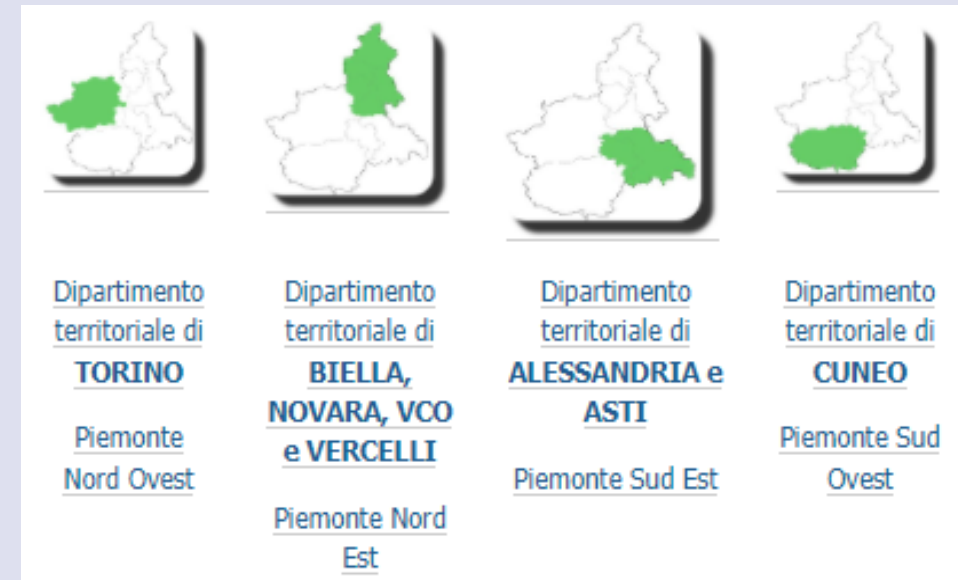 Dipartimento
territoriale di
TORINO
Piemonte
Nord Ovest
Dipartimento
territoriale di
BIELLA,
NOVARA, VCO
e VERCELLI
Piemonte Nord
Est
Dipartimento
territoriale di
ALESSANDRIA e
ASTI
Piemonte Sud Est
Dipartimento
territoriale di
CUNEO
Piemonte Sud
Ovest